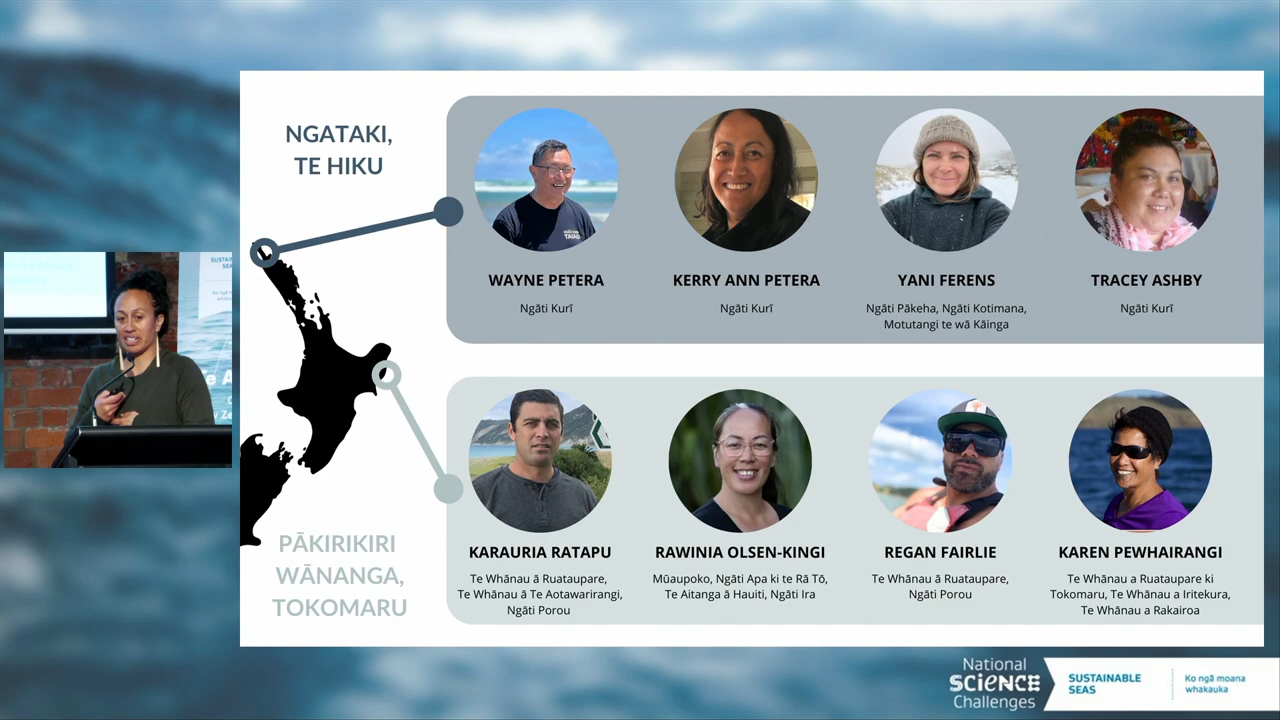 NGATAKI,
TE HIKU
WAYNE PETERA
Ngāti Kurī
KERRY ANN PETERA
Ngāti Kurī
YANI FERENS
Ngāti Pākeha, Ngāti Kotimana,
Motutangi te wā Kāinga
TRACEY ASHBY
Ngāti Kurī
PĀKIRIKIRI
WĀNANGA,
TOKOMARU
KARAURIA RATAPU
Te Whānau ā Ruataupare,
Te Whānau ā Te Aotawarirangi,
Ngāti Porou
RAWINIA OLSEN-KINGI
Mūaupoko, Ngāti Apa ki te Rā Tō,
Te Aitanga ā Hauiti, Ngāti Ira
REGAN FAIRLIE
Te Whānau ā Ruataupare,
Ngāti Porou
KAREN PEWHAIRANGI
Te Whānau a Ruataupare ki
Tokomaru, Te Whānau a Iritekura,
Te Whānau a Rakairoa
National
SCIENCE
Challenges
SUSTAINABLE
SEAS
Ko ngā moana
whakauka